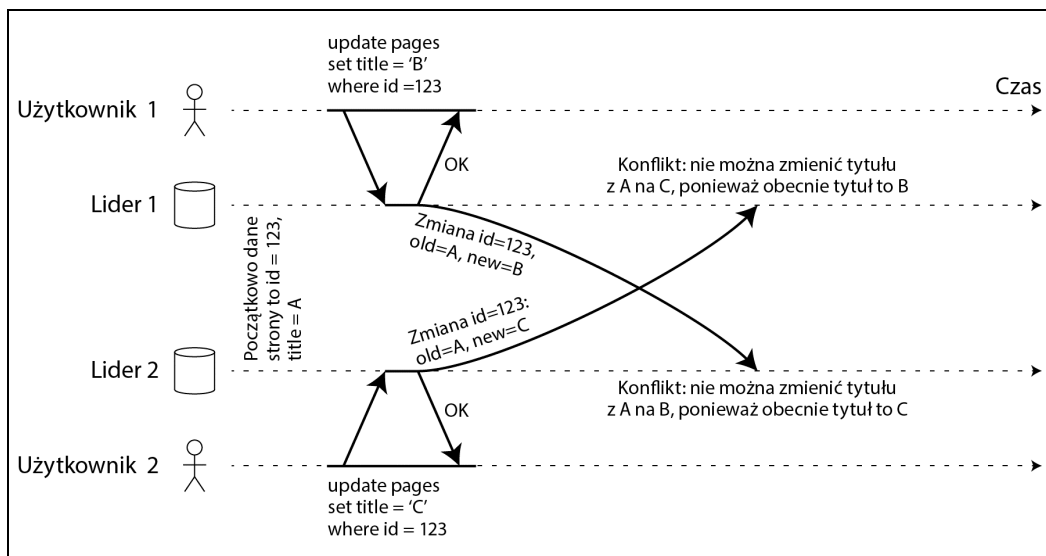 update pages
set title = ‘B’
where id =123
Czas
Użytkownik 1
OK
Konflikt: nie można zmienić tytułu
z A na C, ponieważ obecnie tytuł to B
Lider 1
Początkowo dane
strony to id = 123,
title = A
Zmiana id=123,
old=A, new=B
Zmiana id=123:
old=A, new=C
Lider 2
Konflikt: nie można zmienić tytułu
z A na B, ponieważ obecnie tytuł to C
OK
Użytkownik 2
update pages
set title = ‘C’
where id = 123